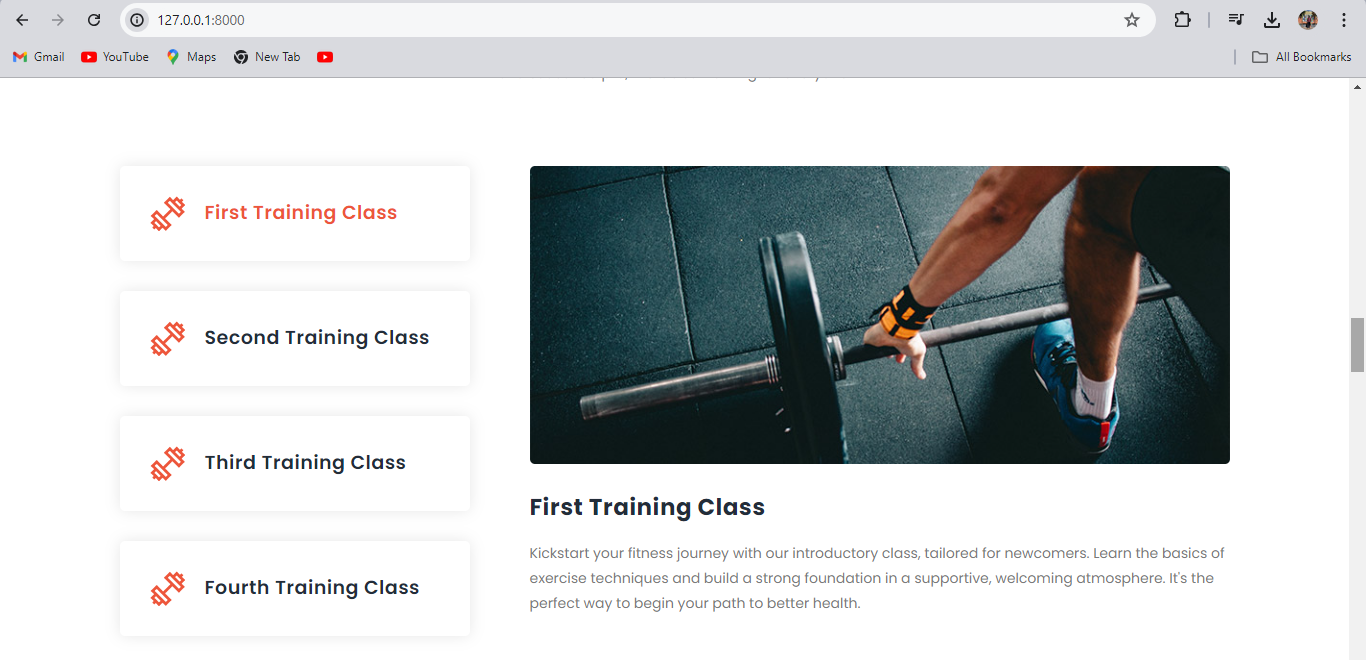 127.0.0.1:8000
Gmail YouTube Maps New Tab All Bookmarks
First Training Class
Second Training Class
Third Training Class
Fourth Training Class
First Training Class
Kickstart your fitness journey with our introductory class, tailored for newcomers. Learn the basics of
exercise techniques and build a strong foundation in a supportive, welcoming atmosphere. It's the
perfect way to begin your path to better health.